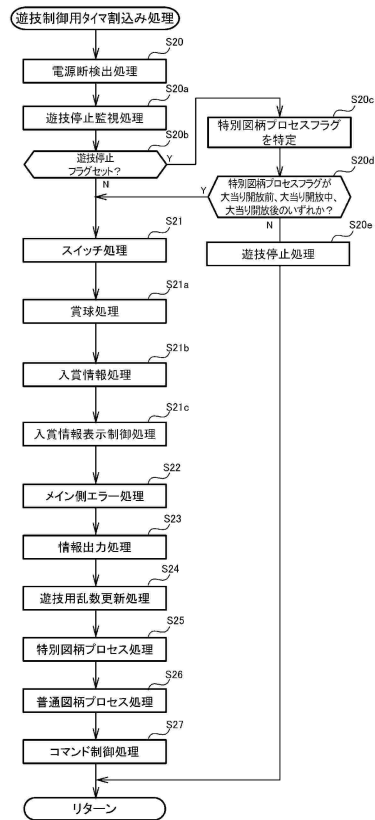 遊技制御用タイマ割込み処理
S20
電源断検出処理
S20a
遊技停止監視処理
S20b
遊技停止
フラグセット？
Y
N
S20c
特別図柄プロセスフラグ
を特定
S20d
特別図柄プロセスフラグが
大当り開放前、大当り開放中、
大当り開放後のいずれか？
Y
N
S20e
遊技停止処理
S21
スイッチ処理
S21a
賞球処理
S21b
入賞情報処理
S21c
入賞情報表示制御処理
S22
メイン側エラー処理
S23
情報出力処理
S24
遊技用乱数更新処理
S25
特別図柄プロセス処理
S26
普通図柄プロセス処理
S27
コマンド制御処理
リターン